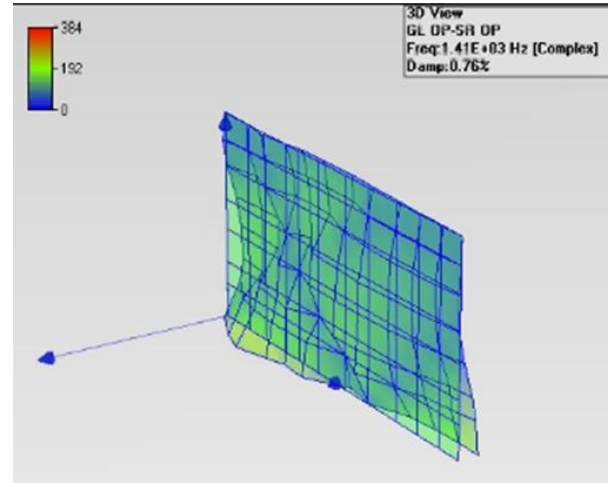 384
192
0
3D View
GL OP-SR OP
Freq:1.41E+03 Hz [Complex]
Damp:0.76%